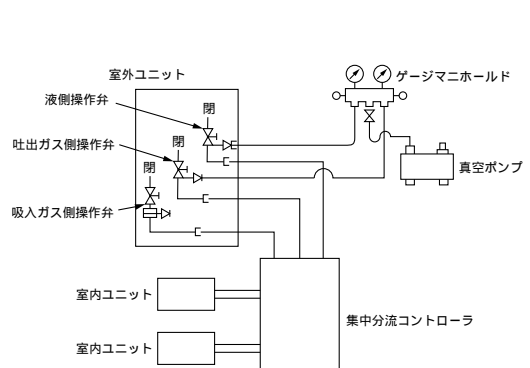 室外ユニット
ゲージマニホールド
液側操作弁
閉
吐出ガス側操作弁
閉
閉
真空ポンプ
吸入ガス側操作弁
室内ユニット
集中分流コントローラ
室内ユニット